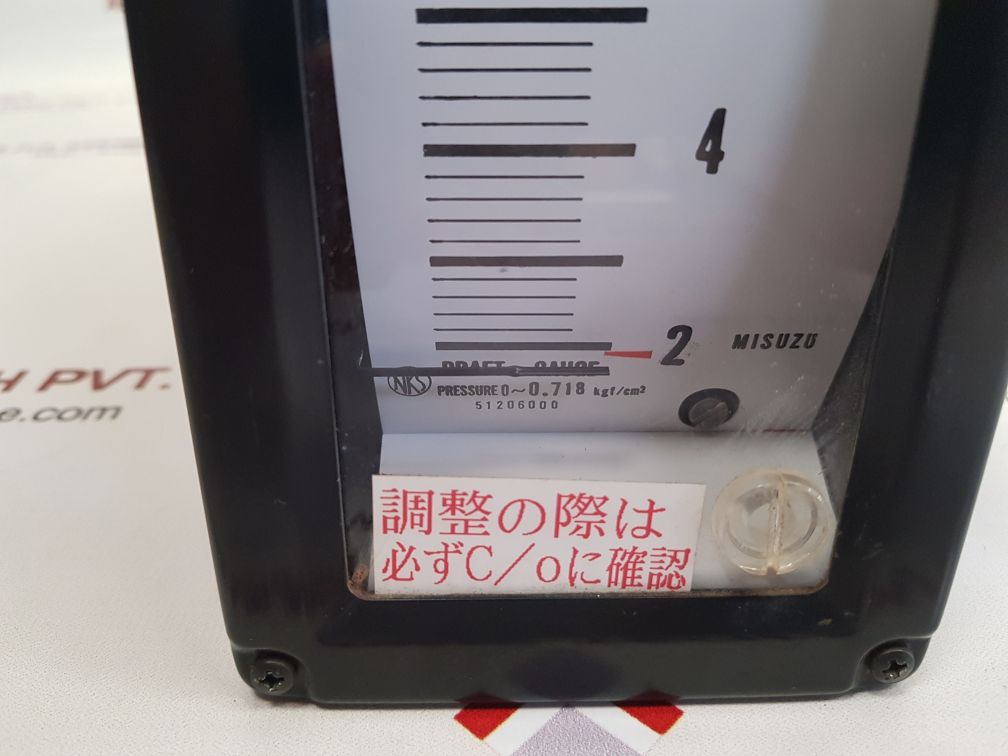 4
2
MISUZU
DRAFT GAUGE
NKS
PRESSURE 0~0.718 kgf/cm²
51206000
調整の際は
必ずC/oに確認
H PVT.
e.com